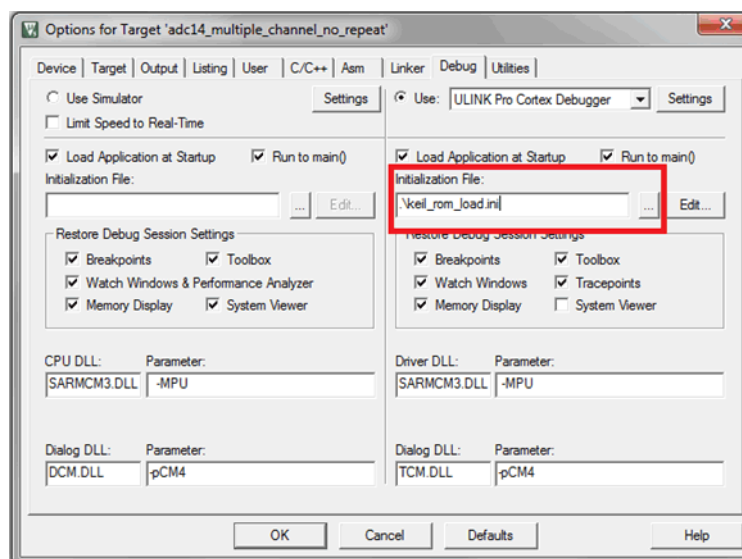 Options for Target 'adc14_multiple_channel_no_repeat'
Device Target Output Listing User C/C++ Asm Linker Debug Utilities
Use Simulator Settings Use: ULINK Pro Cortex Debugger Settings
Limit Speed to Real-Time
Load Application at Startup Run to main() Load Application at Startup Run to main()
Initialization File: Initialization File:
... Edit... .\keil_rom_load.ini ... Edit...
Restore Debug Session Settings Restore Debug Session Settings
Breakpoints Toolbox Breakpoints Toolbox
Watch Windows & Performance Analyzer Watch Windows Tracepoints
Memory Display System Viewer Memory Display System Viewer
CPU DLL: Parameter: Driver DLL: Parameter:
SARMCM3.DLL -MPU SARMCM3.DLL -MPU
Dialog DLL: Parameter: Dialog DLL: Parameter:
DCM.DLL -pCM4 TCM.DLL -pCM4
OK Cancel Defaults Help